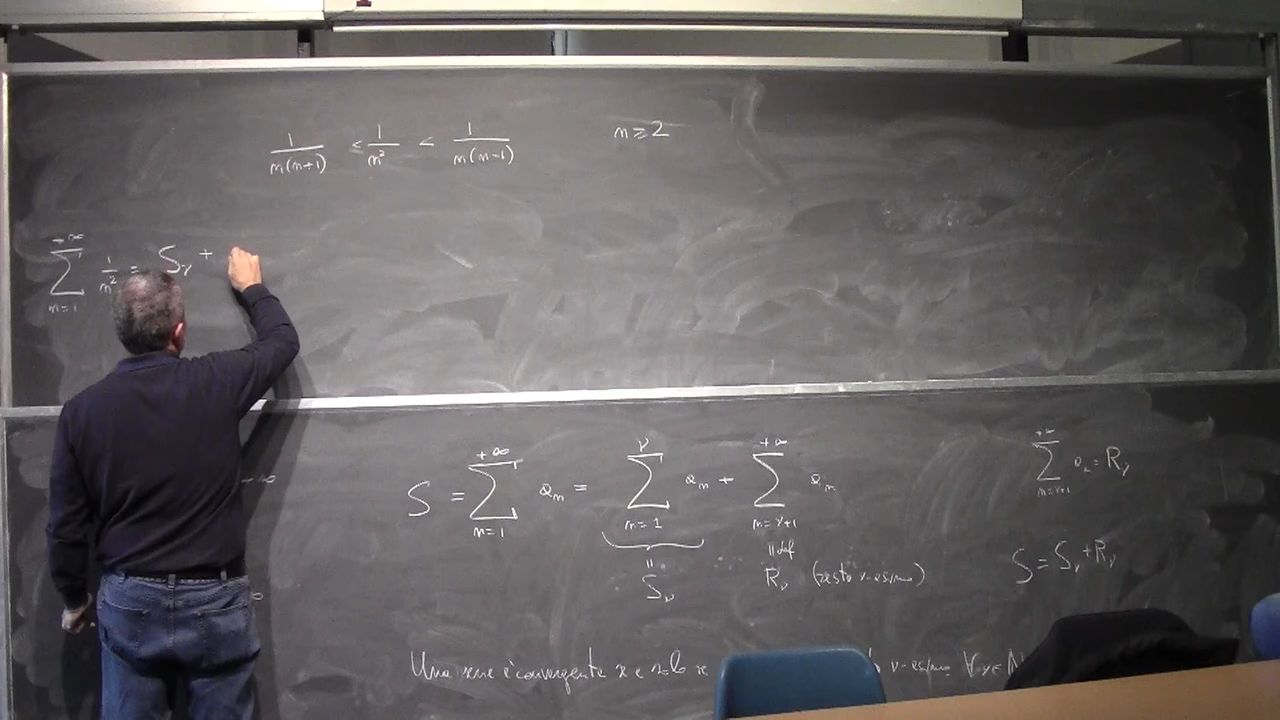 1/n(n+1) < 1/n² < 1/n(n-1) n ≥ 2
∑_{n=1}^{+∞} 1/n² = S_ν +
S = ∑_{n=1}^{+∞} a_n = ∑_{n=1}^{ν} a_n + ∑_{n=ν+1}^{+∞} a_n
∑_{n=ν+1}^{+∞} a_n = R_ν
|| || def
S_ν R_ν (resto ν-esimo)
S = S_ν + R_ν
Una serie è convergente se e solo se ν-esimo ∀ν∈N